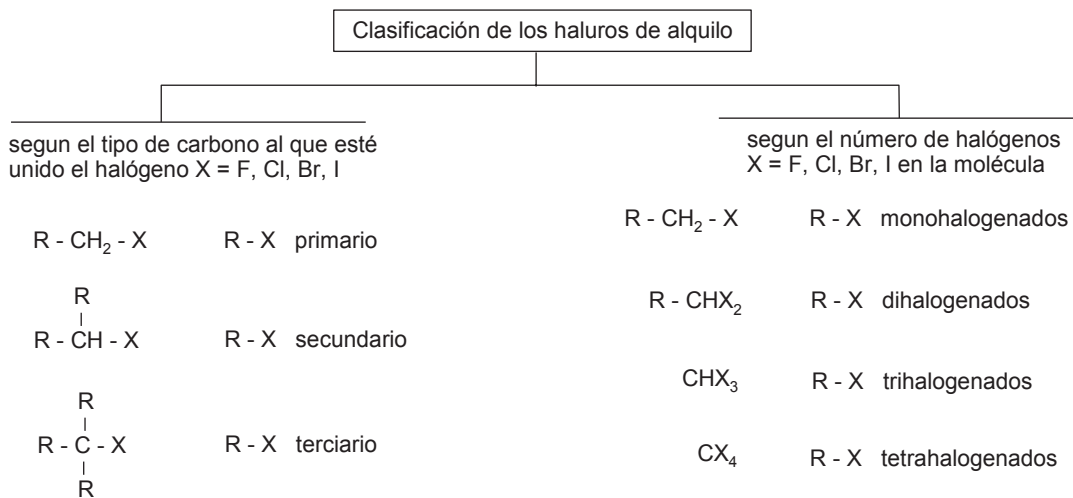 Clasificación de los haluros de alquilo
segun el tipo de carbono al que esté
unido el halógeno X = F, Cl, Br, I
R - CH₂ - X R - X primario
R
R - CH - X R - X secundario
R
R - C - X R - X terciario
R
segun el número de halógenos
X = F, Cl, Br, I en la molécula
R - CH₂ - X R - X monohalogenados
R - CHX₂ R - X dihalogenados
CHX₃ R - X trihalogenados
CX₄ R - X tetrahalogenados